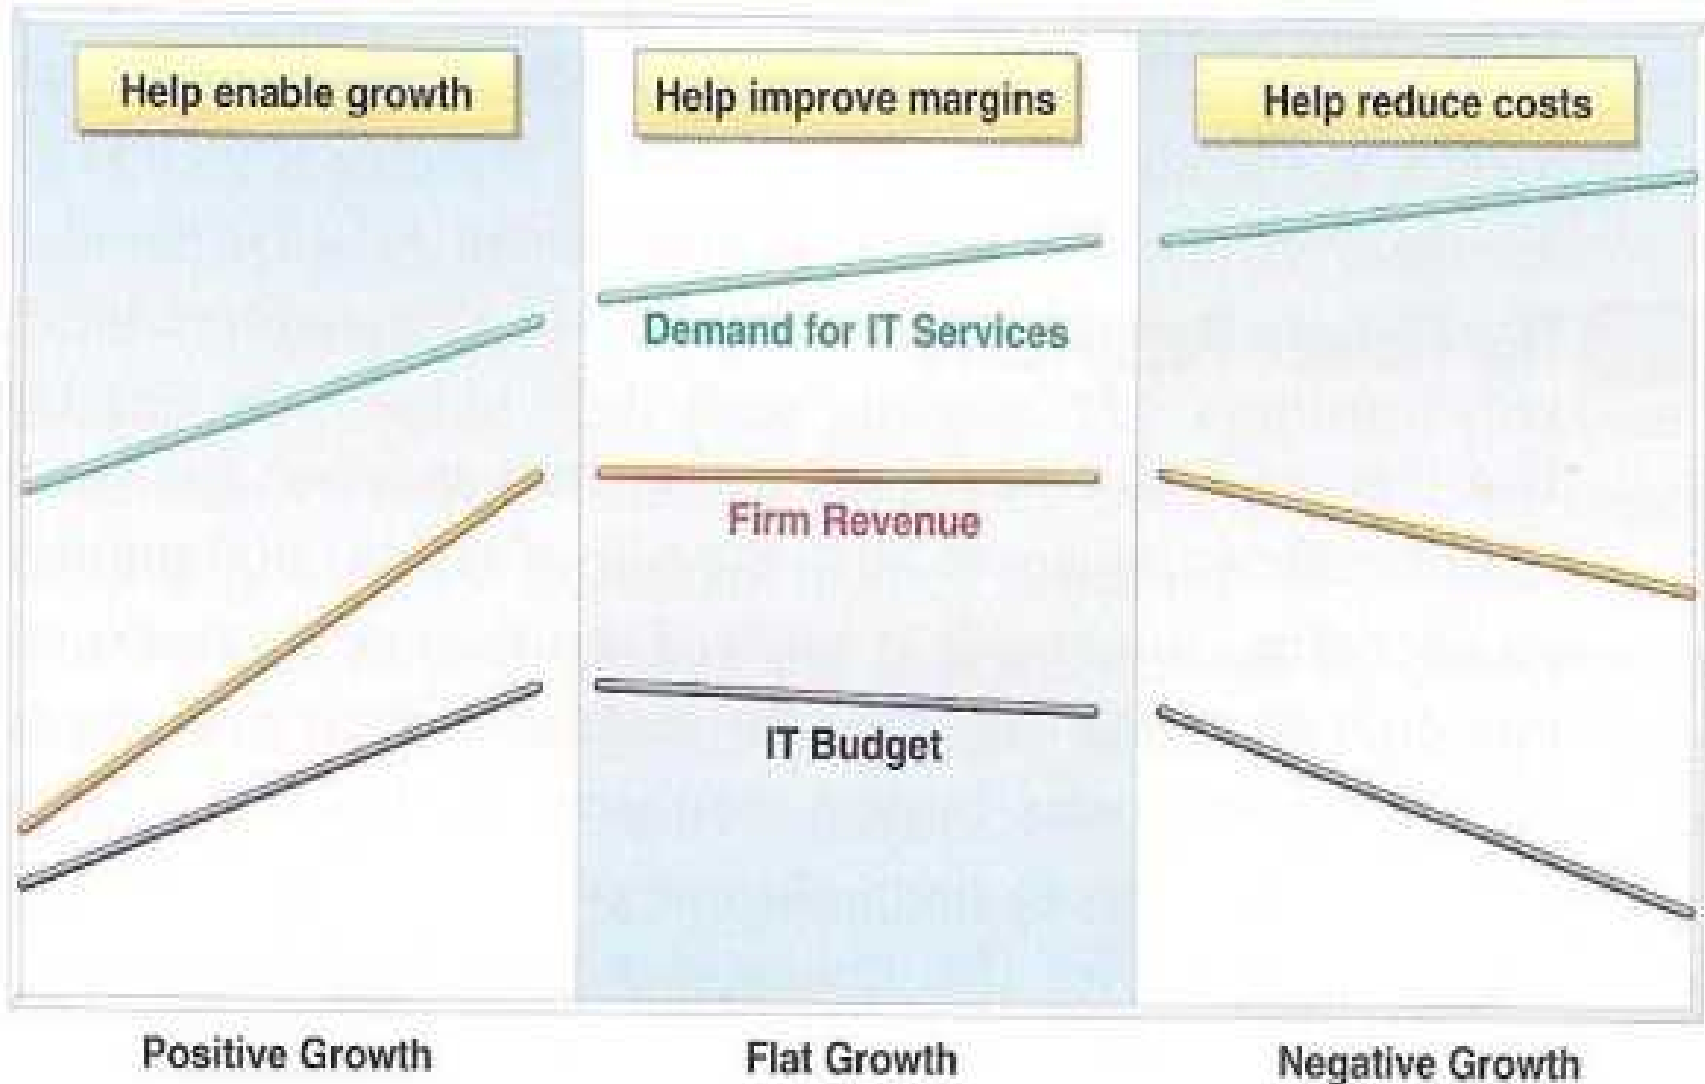 Help enable growth
Help improve margins
Help reduce costs
Demand for IT Services
Firm Revenue
IT Budget
Positive Growth
Flat Growth
Negative Growth